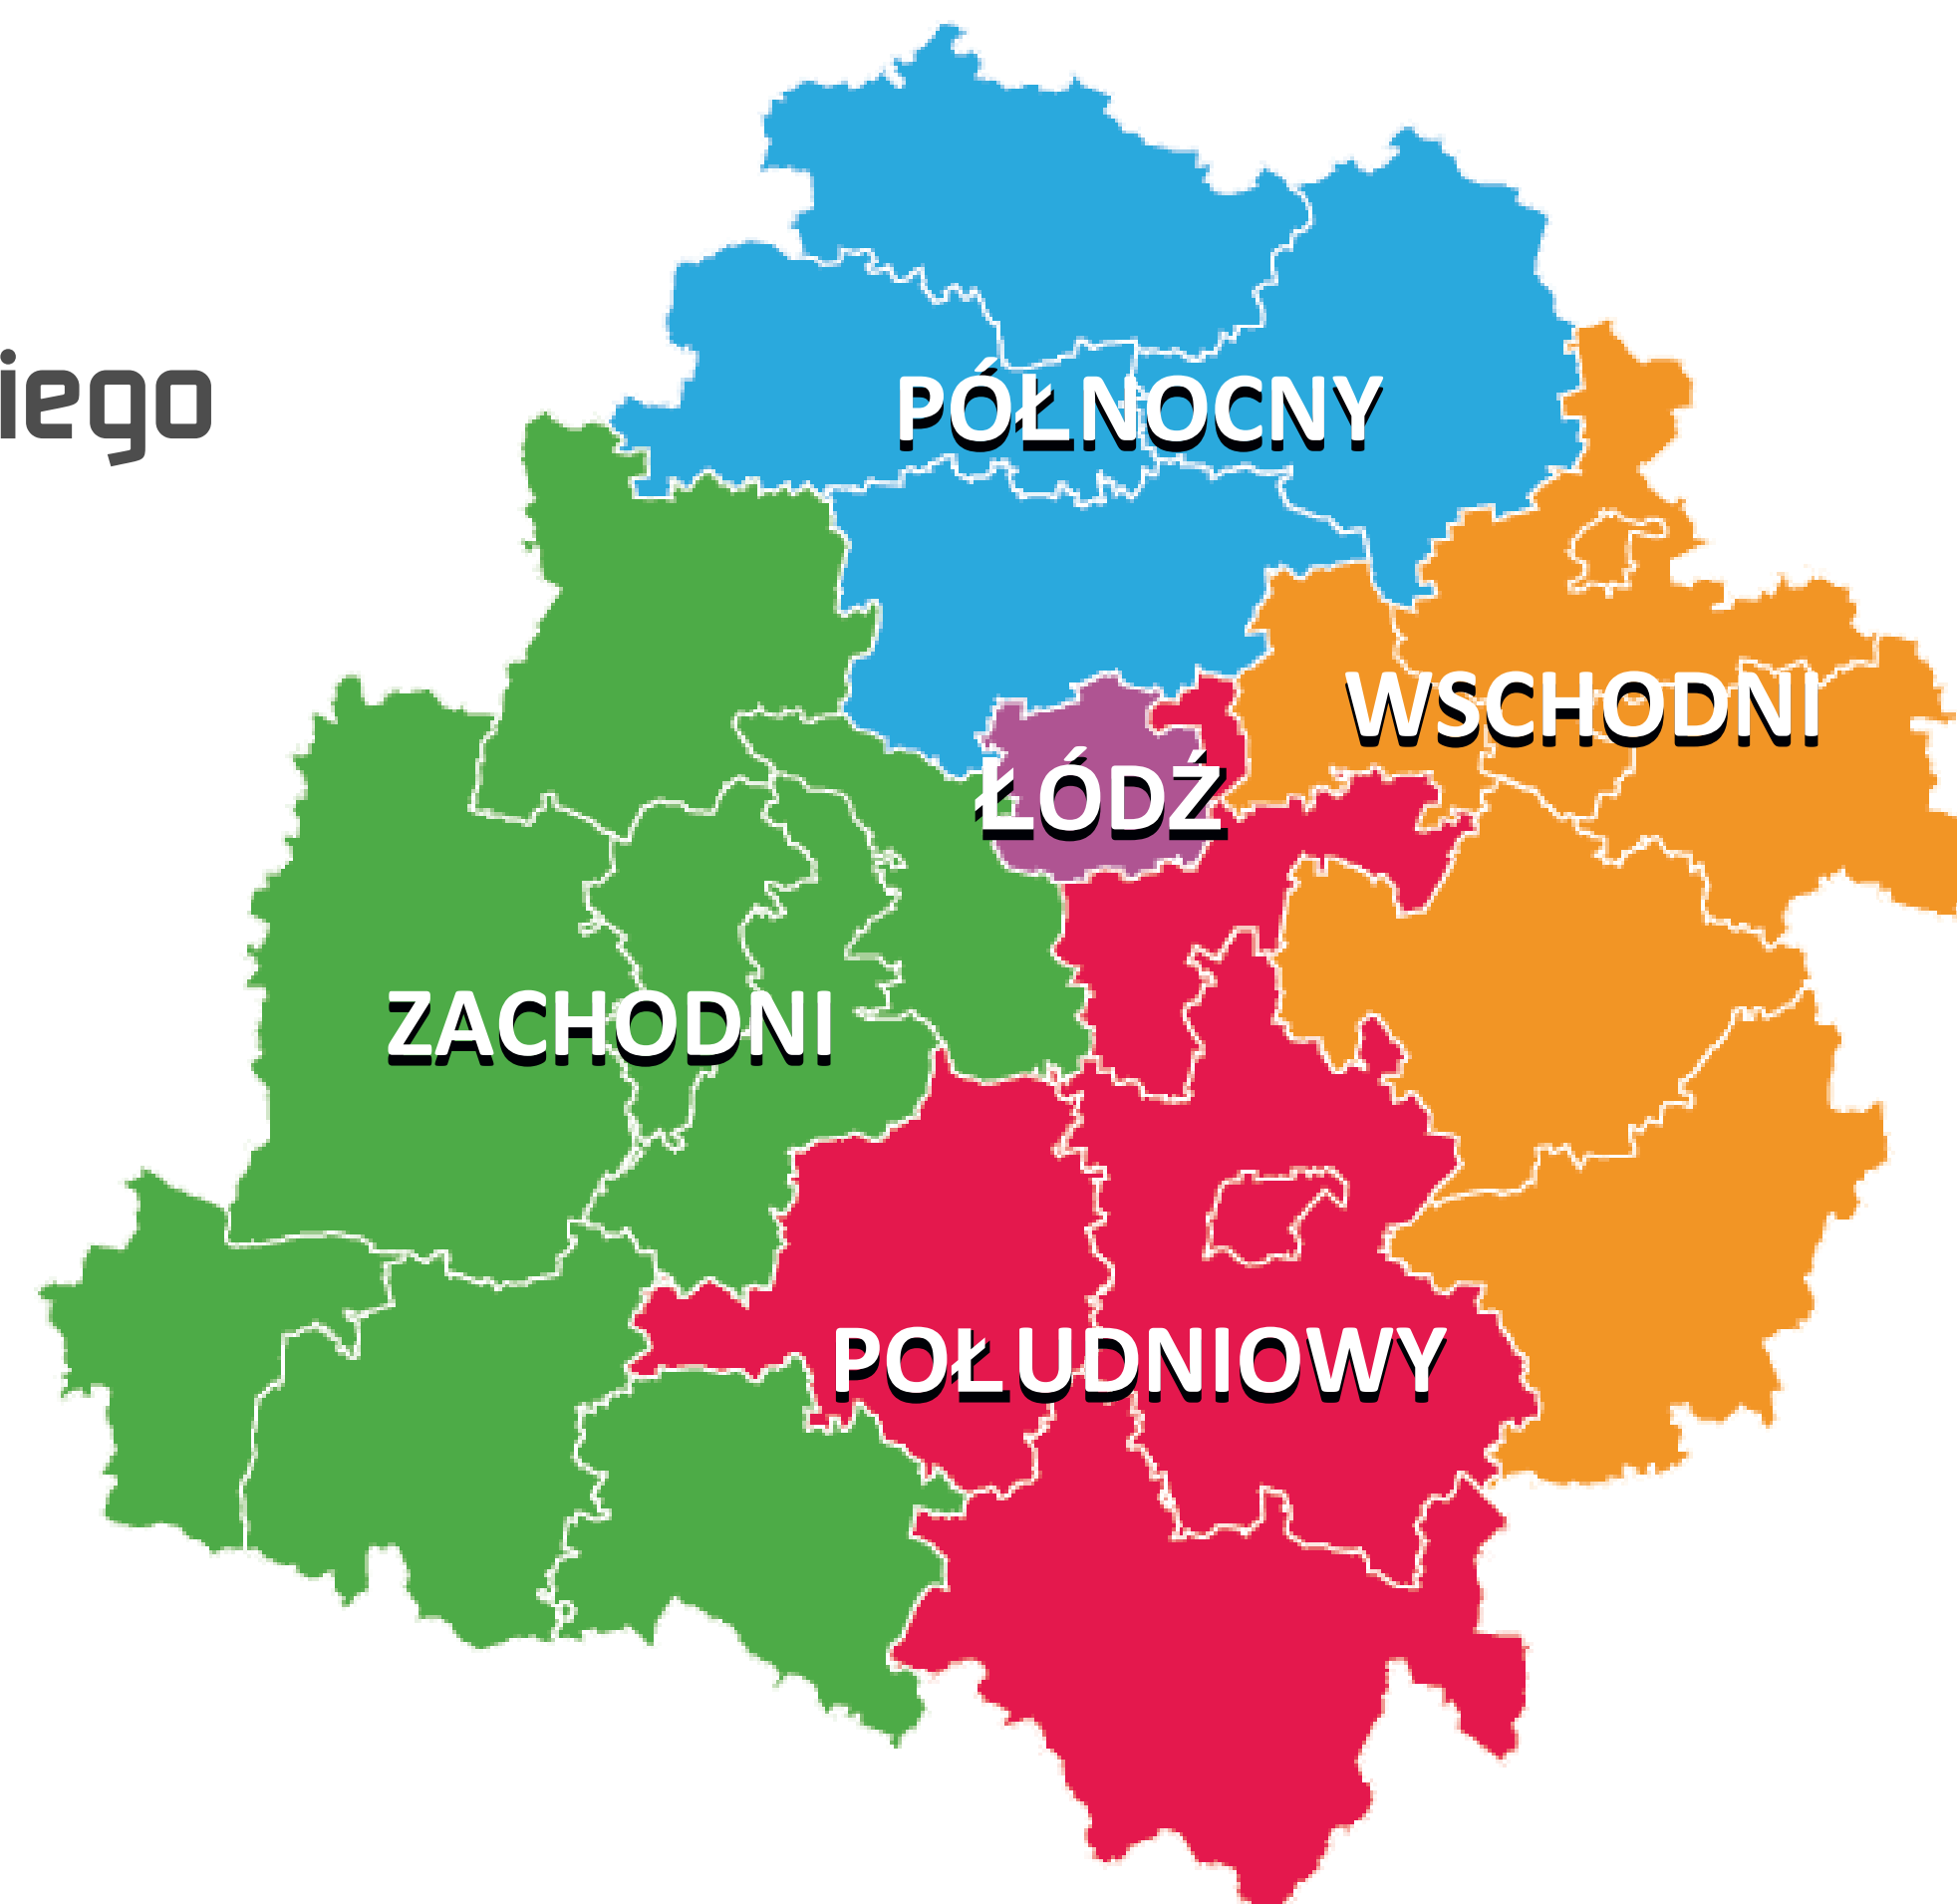 iego
PÓŁNOCNY
WSCHODNI
ŁÓDŹ
ZACHODNI
POŁUDNIOWY